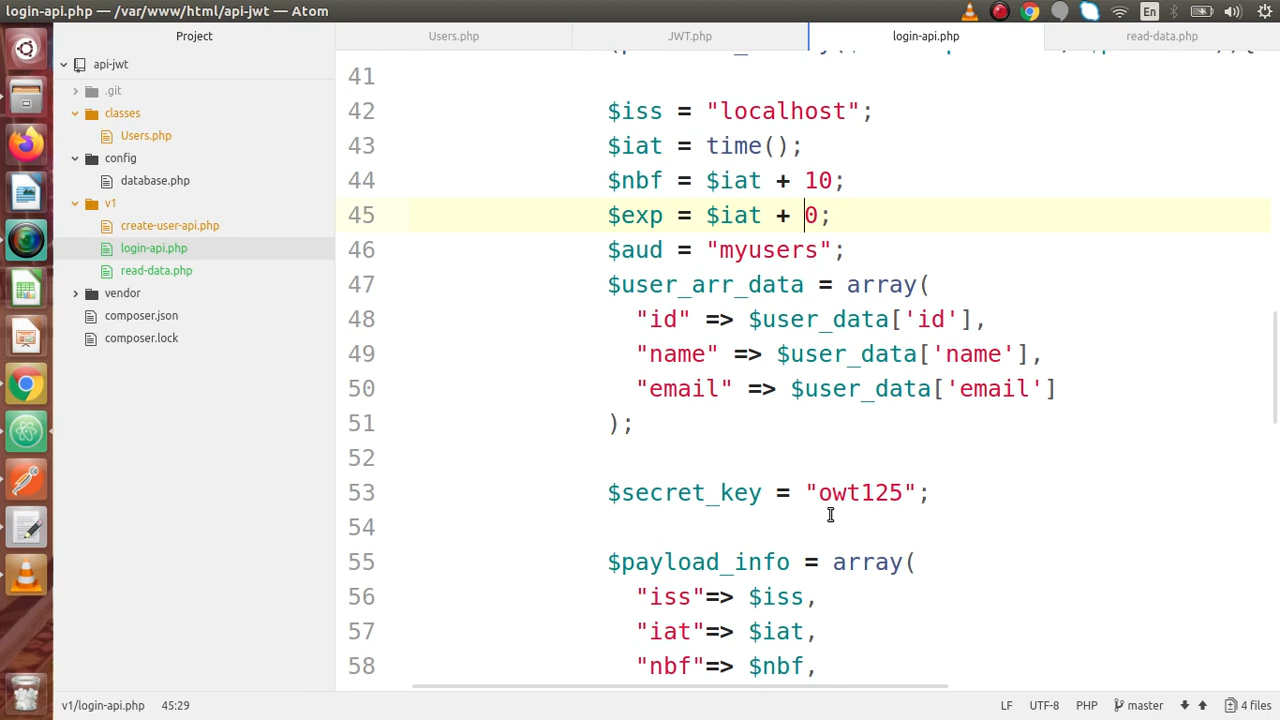 login-api.php — /var/www/html/api-jwt — Atom
En
Project
Users.php
JWT.php
login-api.php
read-data.php
api-jwt
.git
classes
Users.php
config
database.php
v1
create-user-api.php
login-api.php
read-data.php
vendor
composer.json
composer.lock
41
42 $iss = "localhost";
43 $iat = time();
44 $nbf = $iat + 10;
45 $exp = $iat + 0;
46 $aud = "myusers";
47 $user_arr_data = array(
48 "id" => $user_data['id'],
49 "name" => $user_data['name'],
50 "email" => $user_data['email']
51 );
52
53 $secret_key = "owt125";
54
55 $payload_info = array(
56 "iss"=> $iss,
57 "iat"=> $iat,
58 "nbf"=> $nbf,
v1/login-api.php 45:29
LF UTF-8 PHP master 4 files